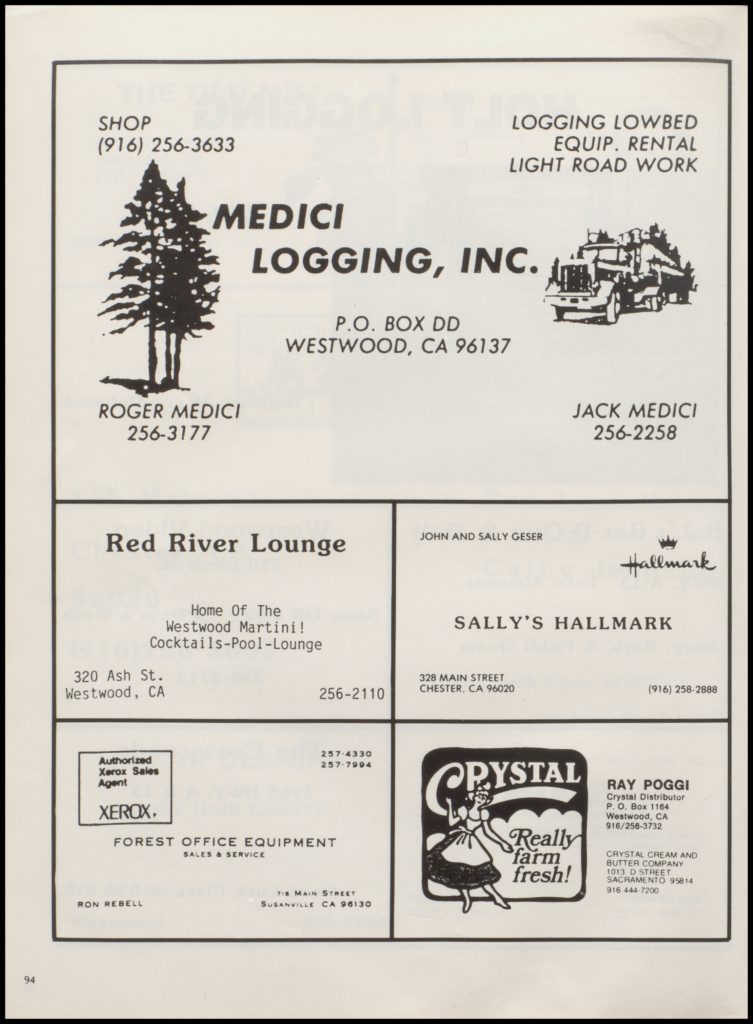 SHOP
(916) 256-3633
LOGGING LOWBED
EQUIP. RENTAL
LIGHT ROAD WORK
MEDICI
LOGGING, INC.
P.O. BOX DD
WESTWOOD, CA 96137
ROGER MEDICI
256-3177
JACK MEDICI
256-2258
Red River Lounge
Home Of The
Westwood Martini!
Cocktails-Pool-Lounge
320 Ash St.
Westwood, CA
256-2110
JOHN AND SALLY GESER
Hallmark
SALLY'S HALLMARK
328 MAIN STREET
CHESTER, CA 96020
(916) 258-2888
Authorized
Xerox Sales
Agent
XEROX.
257-4330
257-7994
FOREST OFFICE EQUIPMENT
SALES & SERVICE
RON REBELL
718 MAIN STREET
SUSANVILLE CA 96130
CRYSTAL
Really
farm
fresh!
RAY POGGI
Crystal Distributor
P. O. Box 1164
Westwood, CA
916/256-3732
CRYSTAL CREAM AND
BUTTER COMPANY
1013 D STREET
SACRAMENTO 95814
916 444-7200
94